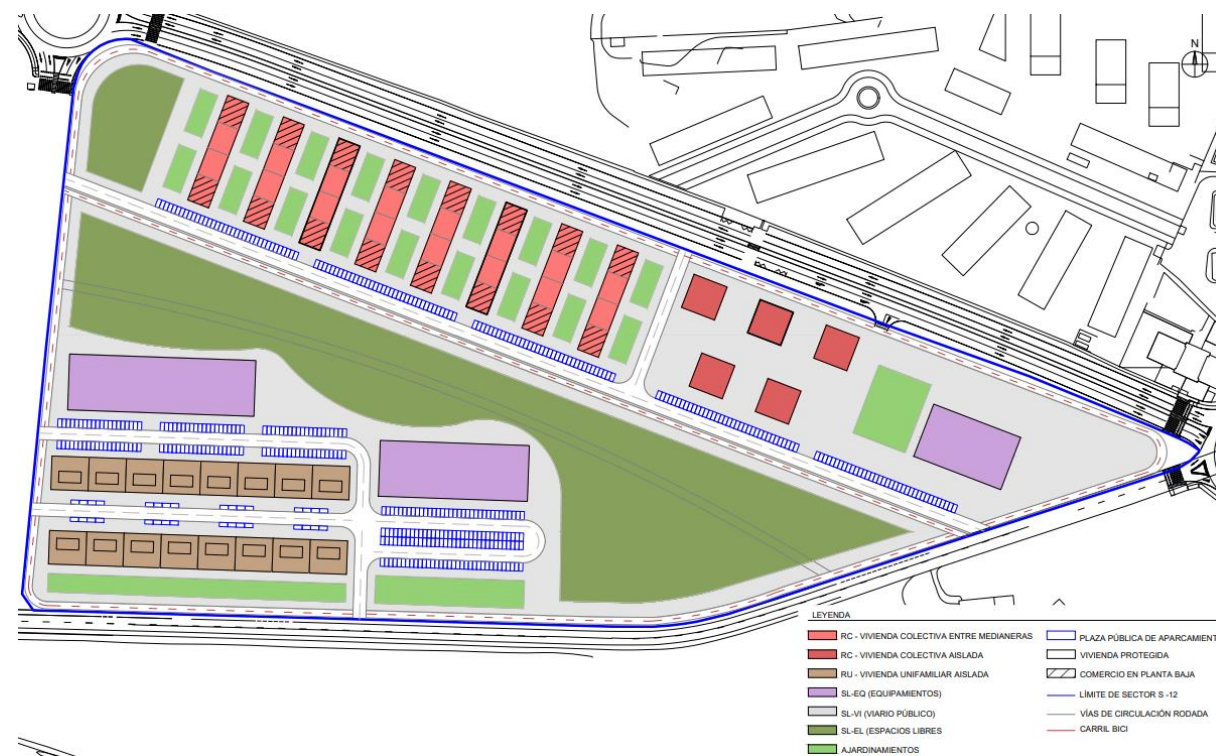 N
LEYENDA
RC - VIVIENDA COLECTIVA ENTRE MEDIANERAS
RC - VIVIENDA COLECTIVA AISLADA
RU - VIVIENDA UNIFAMILIAR AISLADA
SL-EQ (EQUIPAMIENTOS)
SL-VI (VIARIO PÚBLICO)
SL-EL (ESPACIOS LIBRES
AJARDINAMIENTOS
PLAZA PÚBLICA DE APARCAMIENT
VIVIENDA PROTEGIDA
COMERCIO EN PLANTA BAJA
LÍMITE DE SECTOR S -12
VÍAS DE CIRCULACIÓN RODADA
CARRIL BICI